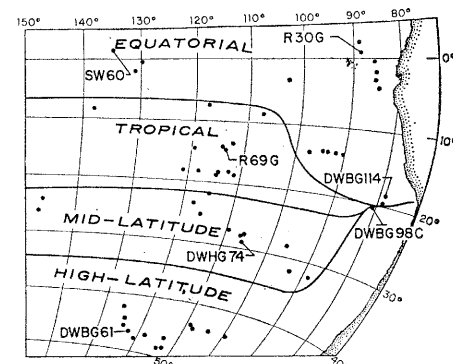 150° 140° 130° 120° 110° 100° 90° 80°
EQUATORIAL
R30G
0°
SW60
10°
TROPICAL
R69G
DWBG114
20°
DWBG98C
MID-LATITUDE
DWHG74
30°
HIGH-LATITUDE
DWBG61